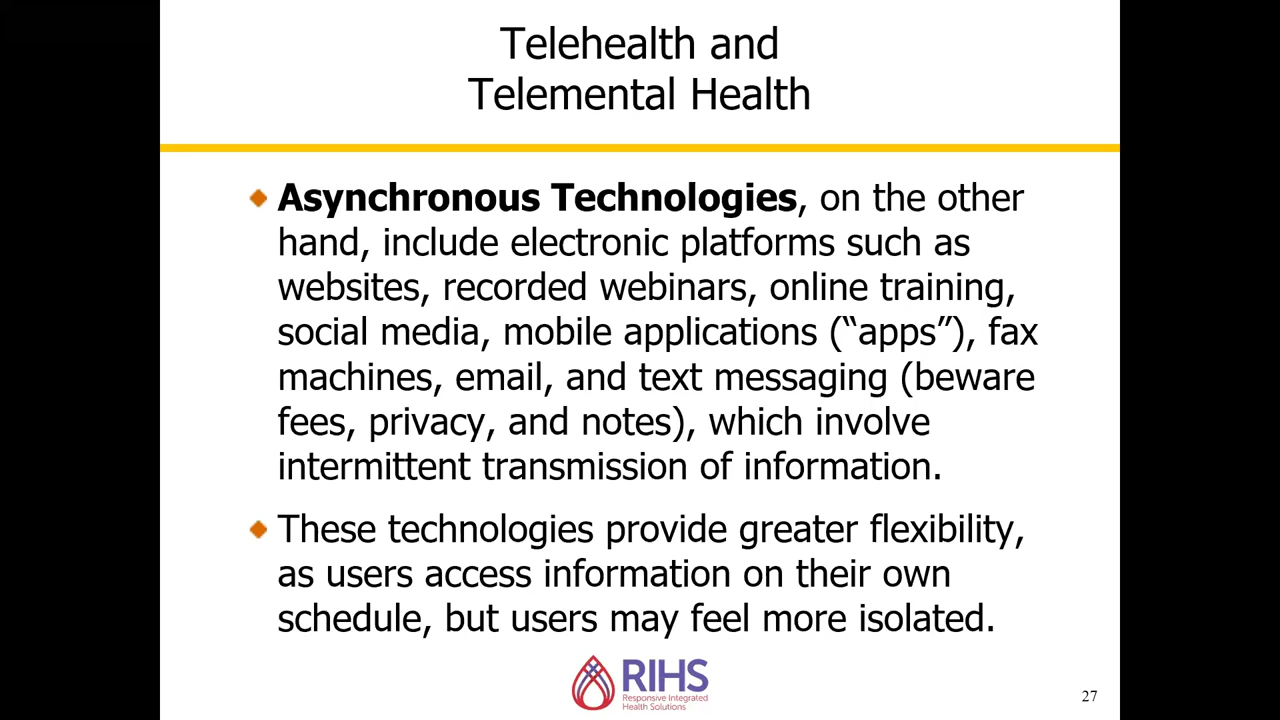 Telehealth and
Telemental Health
Asynchronous Technologies, on the other
hand, include electronic platforms such as
websites, recorded webinars, online training,
social media, mobile applications (“apps”), fax
machines, email, and text messaging (beware
fees, privacy, and notes), which involve
intermittent transmission of information.
These technologies provide greater flexibility,
as users access information on their own
schedule, but users may feel more isolated.
RIHS
Responsive Integrated
Health Solutions
27